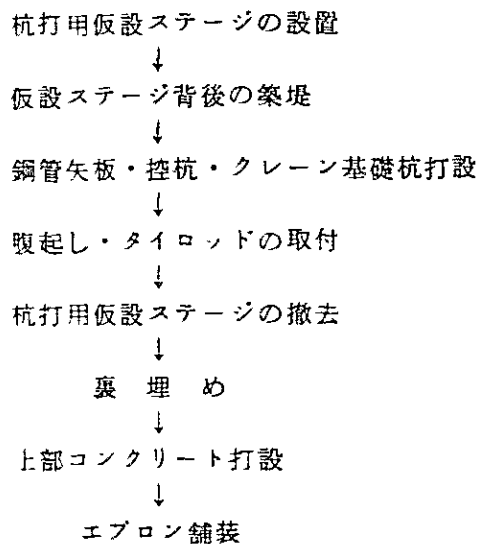 杭打用仮設ステージの設置
↓
仮設ステージ背後の築堤
↓
鋼管矢板・控杭・クレーン基礎杭打設
↓
腹起し・タイロッドの取付
↓
杭打用仮設ステージの撤去
↓
裏埋め
↓
上部コンクリート打設
↓
エプロン舗装